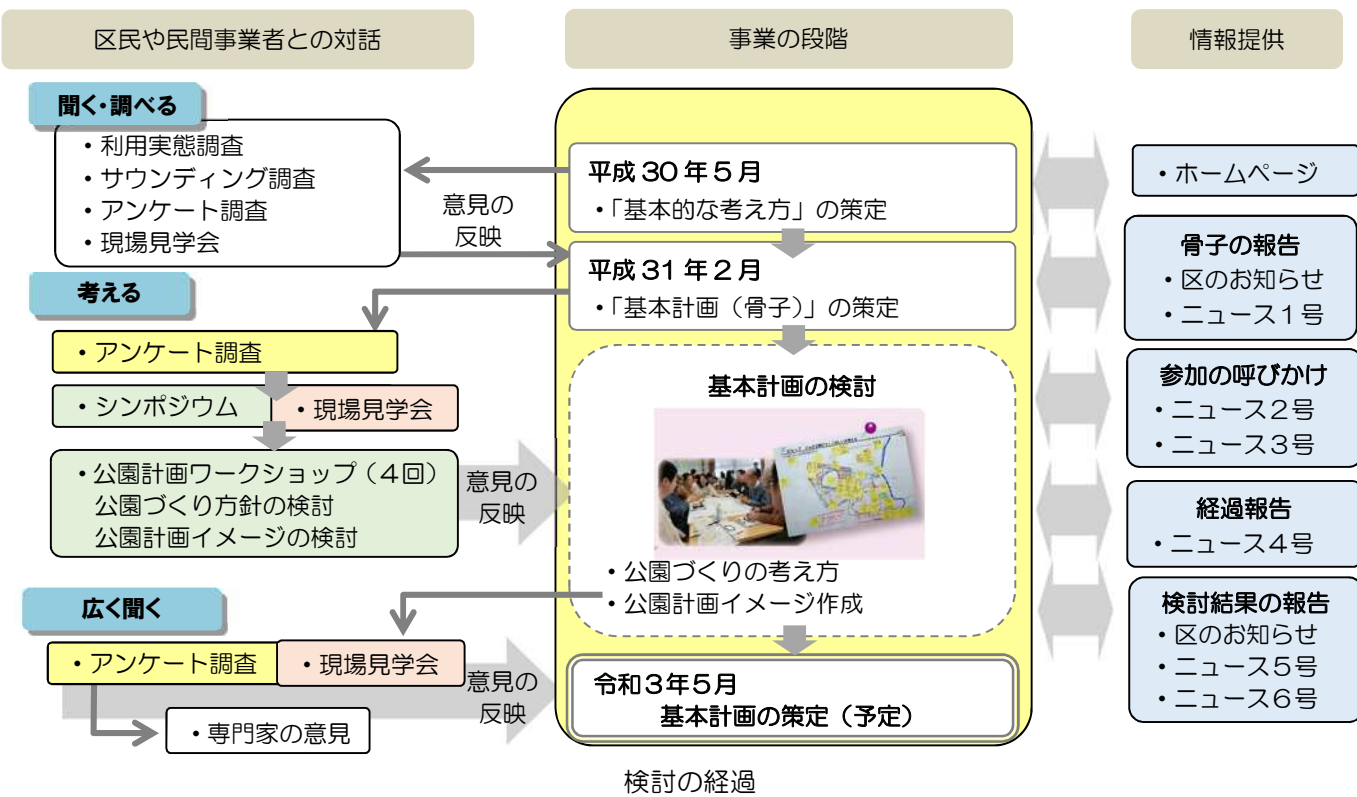 区民や民間事業者との対話
事業の段階
情報提供
聞く・調べる
・利用実態調査
・サウンディング調査
・アンケート調査
・現場見学会
意見の
反映
考える
・アンケート調査
・シンポジウム
・現場見学会
・公園計画ワークショップ（４回）
公園づくり方針の検討
公園計画イメージの検討
意見の
反映
広く聞く
・アンケート調査
・現場見学会
・専門家の意見
意見の
反映
平成30年5月
・「基本的な考え方」の策定
平成31年2月
・「基本計画（骨子）」の策定
基本計画の検討
・公園づくりの考え方
・公園計画イメージ作成
令和3年5月
基本計画の策定（予定）
・ホームページ
骨子の報告
・区のお知らせ
・ニュース１号
参加の呼びかけ
・ニュース２号
・ニュース３号
経過報告
・ニュース４号
検討結果の報告
・区のお知らせ
・ニュース５号
・ニュース６号
検討の経過